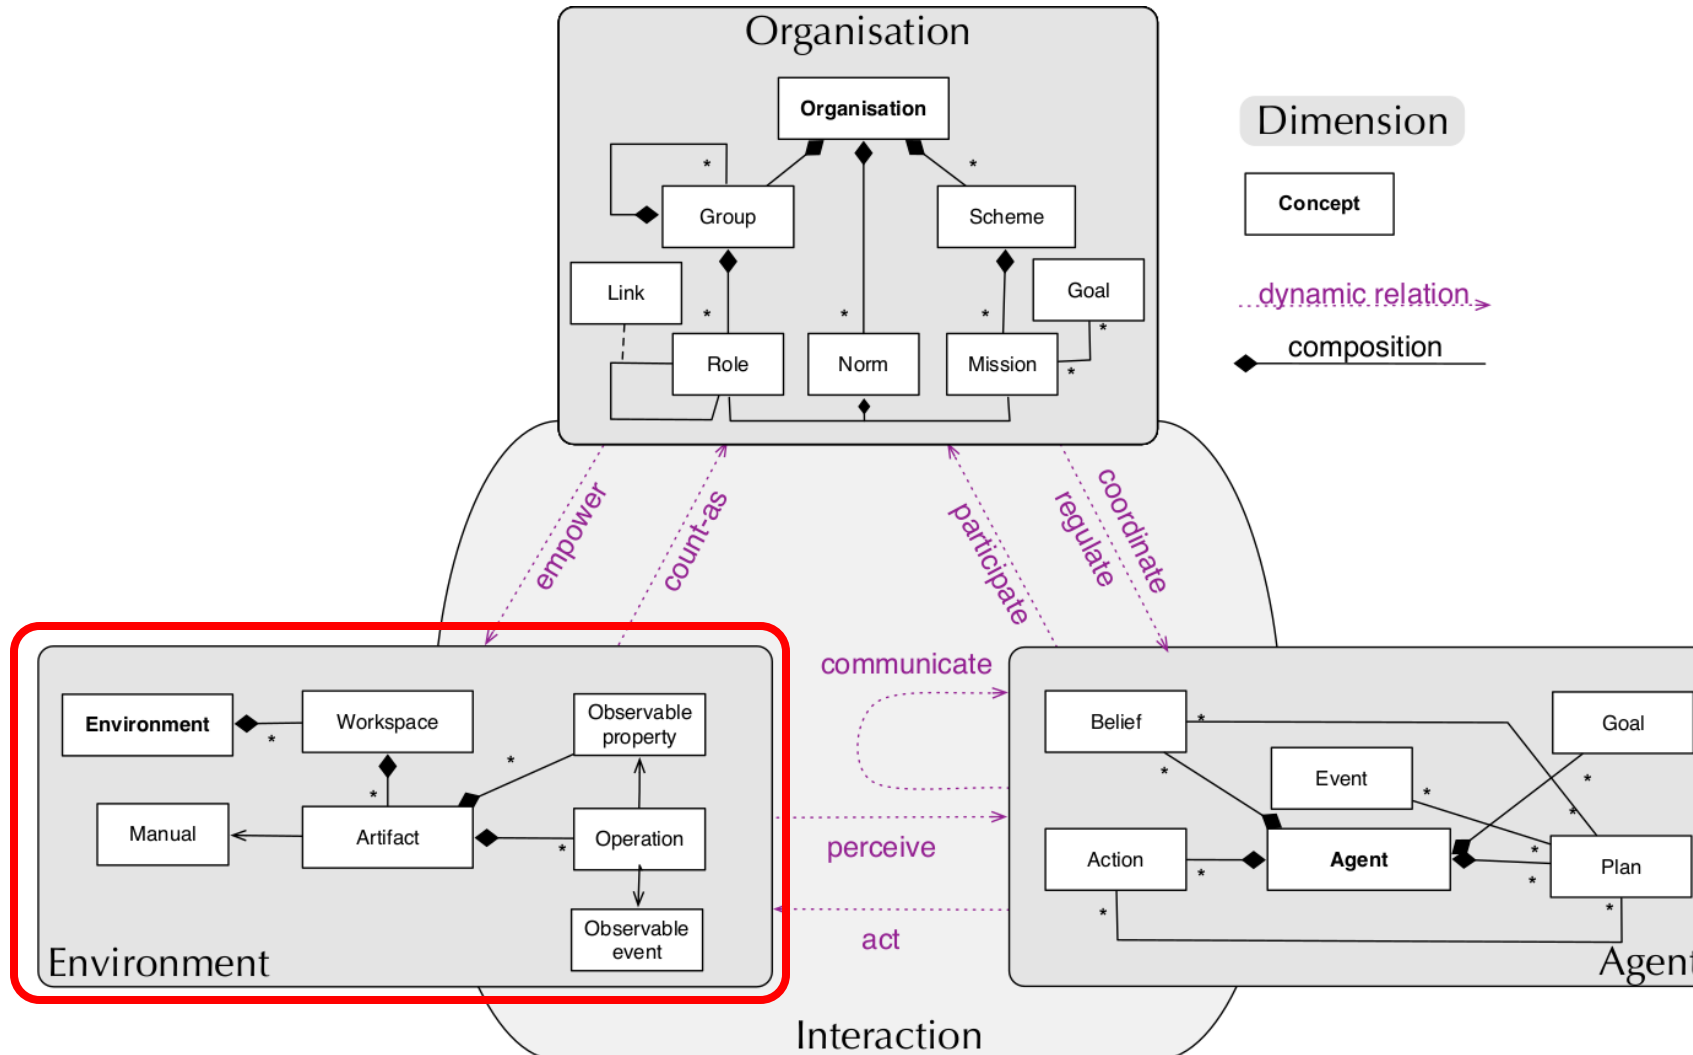 Organisation
Organisation
*
*
Group
Scheme
Link
Goal
*
*
*
*
Role
Norm
Mission
*
Dimension
Concept
dynamic relation
composition
empower
count-as
participate
regulate
coordinate
communicate
perceive
act
Environment
*
Workspace
Observable
property
*
*
Manual
Artifact
Operation
*
Observable
event
Environment
Belief
*
Goal
*
Event
*
*
*
Action
*
Agent
*
*
Plan
*
*
Agent
Interaction